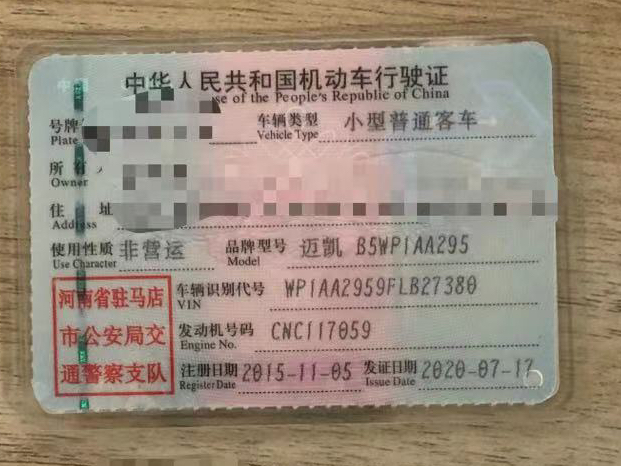 中华人民共和国机动车行驶证
se of the People's Republic of China
号牌
Plate
车辆类型 小型普通客车
Vehicle Type
所有人
Owner
住 址
Address
使用性质 非营运 品牌型号 迈凯 B5WP1AA295
Use Character Model
河南省驻马店
市公安局交
通警察支队
车辆识别代号 WP1AA2959FLB27380
VIN
发动机号码 CNC117059
Engine No.
注册日期 2015-11-05 发证日期 2020-07-17
Register Date Issue Date